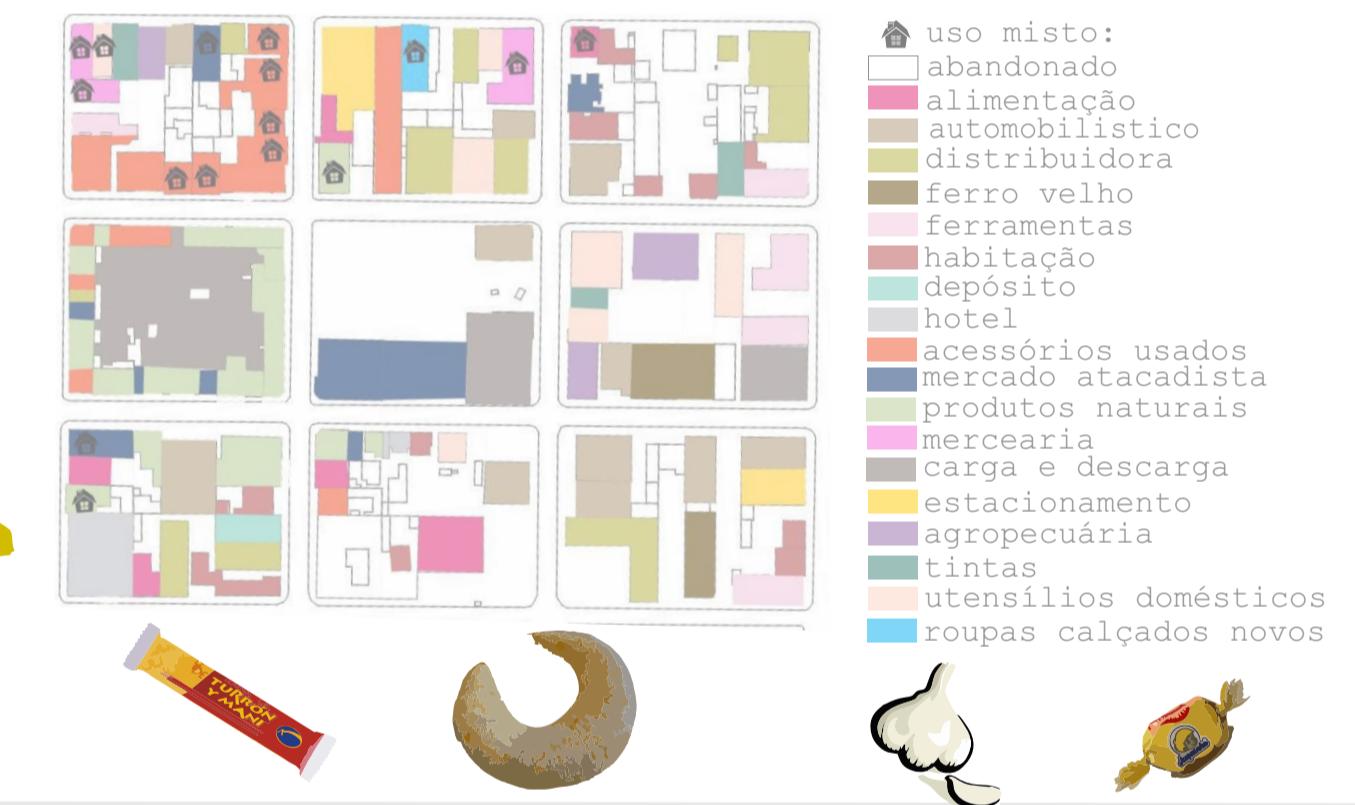 uso misto:
abandonado
alimentação
automobilistico
distribuidora
ferro velho
ferramentas
habitação
depósito
hotel
acessórios usados
mercado atacadista
produtos naturais
mercearia
carga e descarga
estacionamento
agropecuária
tintas
utensílios domésticos
roupas calçados novos
TURRÓN
Y MANI